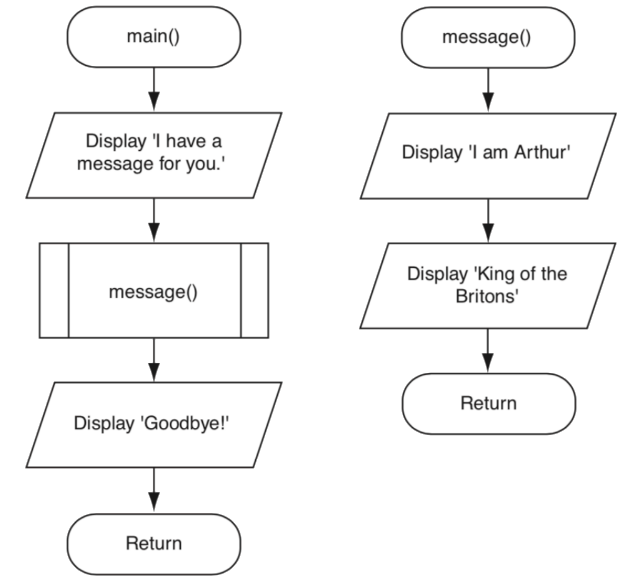 main()
Display 'I have a
message for you.'
message()
Display 'Goodbye!'
Return
message()
Display 'I am Arthur'
Display 'King of the
Britons'
Return